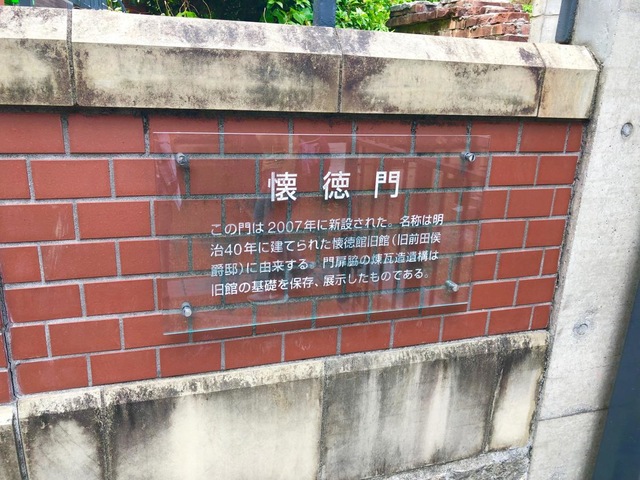 懐徳門
この門は2007年に新設された。名称は明
治40年に建てられた懐徳館旧館（旧前田侯
爵邸）に由来する。門扉脇の煉瓦造遺構は
旧館の基礎を保存、展示したものである。